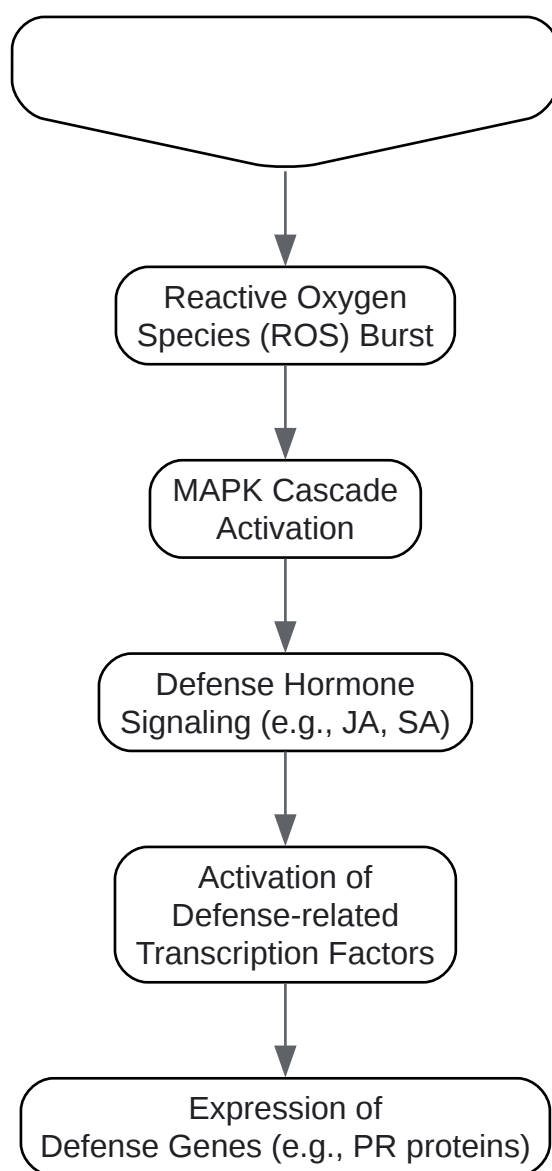 Reactive Oxygen
Species (ROS) Burst
MAPK Cascade
Activation
Defense Hormone
Signaling (e.g., JA, SA)
Activation of
Defense-related
Transcription Factors
Expression of
Defense Genes (e.g., PR proteins)